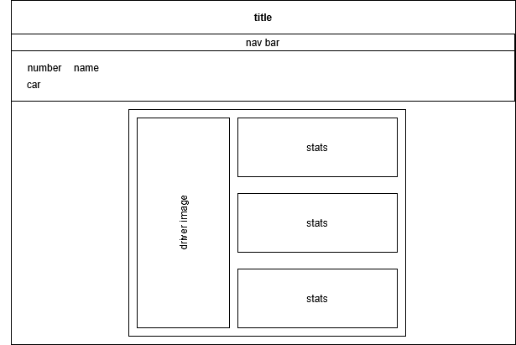 title
nav bar
number name
car
driver image
stats
stats
stats